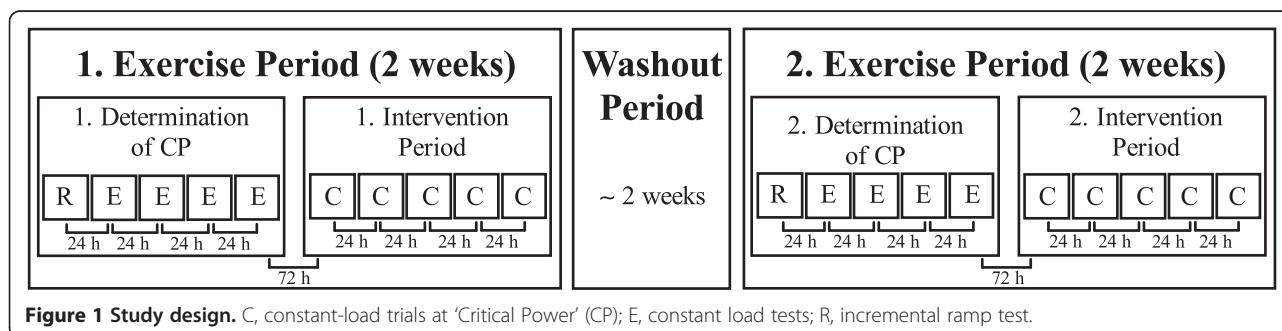 1. Exercise Period (2 weeks)
1. Determination
of CP
R E E E E
24 h 24 h 24 h 24 h
1. Intervention
Period
C C C C C
24 h 24 h 24 h 24 h
72 h
Washout
Period
~ 2 weeks
2. Exercise Period (2 weeks)
2. Determination
of CP
R E E E E
24 h 24 h 24 h 24 h
2. Intervention
Period
C C C C C
24 h 24 h 24 h 24 h
72 h
Figure 1 Study design. C, constant-load trials at ‘Critical Power’ (CP); E, constant load tests; R, incremental ramp test.